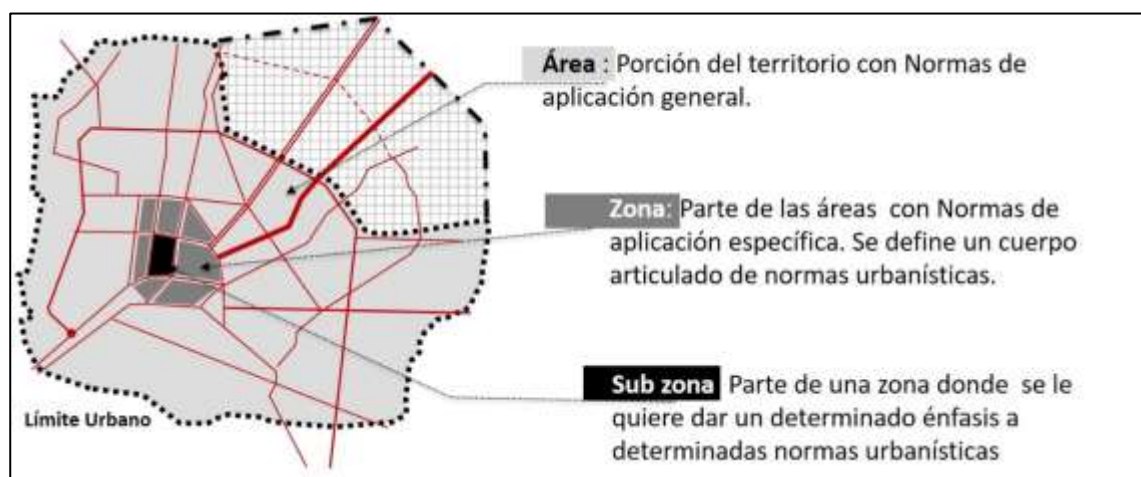 Área : Porción del territorio con Normas de
aplicación general.
Zona: Parte de las áreas con Normas de
aplicación específica. Se define un cuerpo
articulado de normas urbanísticas.
Sub zona Parte de una zona donde se le
quiere dar un determinado énfasis a
determinadas normas urbanísticas
Límite Urbano